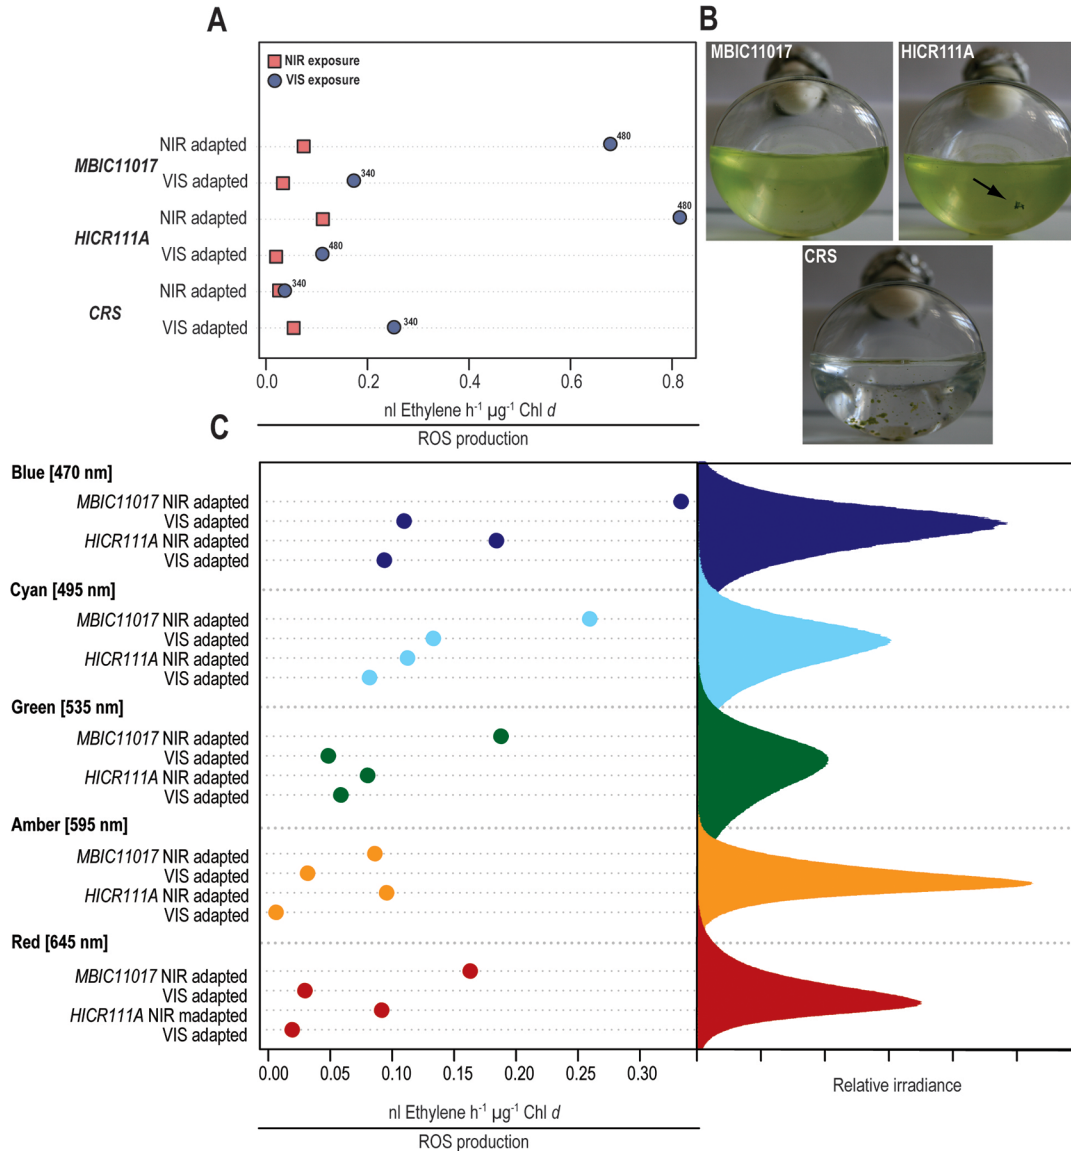 A
NIR exposure
VIS exposure
MBIC11017
NIR adapted
480
VIS adapted
340
HICR111A
NIR adapted
480
VIS adapted
480
CRS
NIR adapted
340
VIS adapted
340
0.0 0.2 0.4 0.6 0.8
nl Ethylene h⁻¹ µg⁻¹ Chl d
ROS production
B
MBIC11017
HICR111A
CRS
C
Blue [470 nm]
MBIC11017 NIR adapted
VIS adapted
HICR111A NIR adapted
VIS adapted
Cyan [495 nm]
MBIC11017 NIR adapted
VIS adapted
HICR111A NIR adapted
VIS adapted
Green [535 nm]
MBIC11017 NIR adapted
VIS adapted
HICR111A NIR adapted
VIS adapted
Amber [595 nm]
MBIC11017 NIR adapted
VIS adapted
HICR111A NIR adapted
VIS adapted
Red [645 nm]
MBIC11017 NIR adapted
VIS adapted
HICR111A NIR madapted
VIS adapted
0.00 0.05 0.10 0.15 0.20 0.25 0.30
nl Ethylene h⁻¹ µg⁻¹ Chl d
ROS production
Relative irradiance